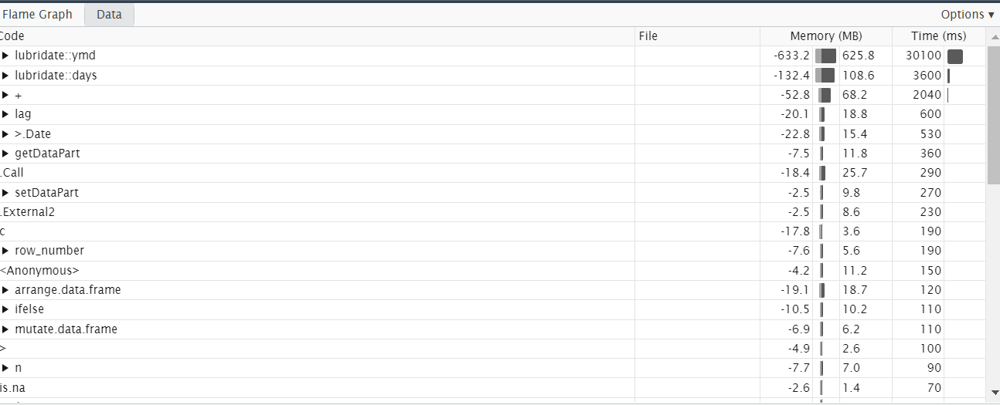 Flame Graph Data Options ▼
Code File Memory (MB) Time (ms)
▶ lubridate::ymd -633.2 625.8 30100
▶ lubridate::days -132.4 108.6 3600
▶ + -52.8 68.2 2040
▶ lag -20.1 18.8 600
▶ >.Date -22.8 15.4 530
▶ getDataPart -7.5 11.8 360
.Call -18.4 25.7 290
▶ setDataPart -2.5 9.8 270
.External2 -2.5 8.6 230
c -17.8 3.6 190
▶ row_number -7.6 5.6 190
<Anonymous> -4.2 11.2 150
▶ arrange.data.frame -19.1 18.7 120
▶ ifelse -10.5 10.2 110
▶ mutate.data.frame -6.9 6.2 110
> -4.9 2.6 100
▶ n -7.7 7.0 90
is.na -2.6 1.4 70